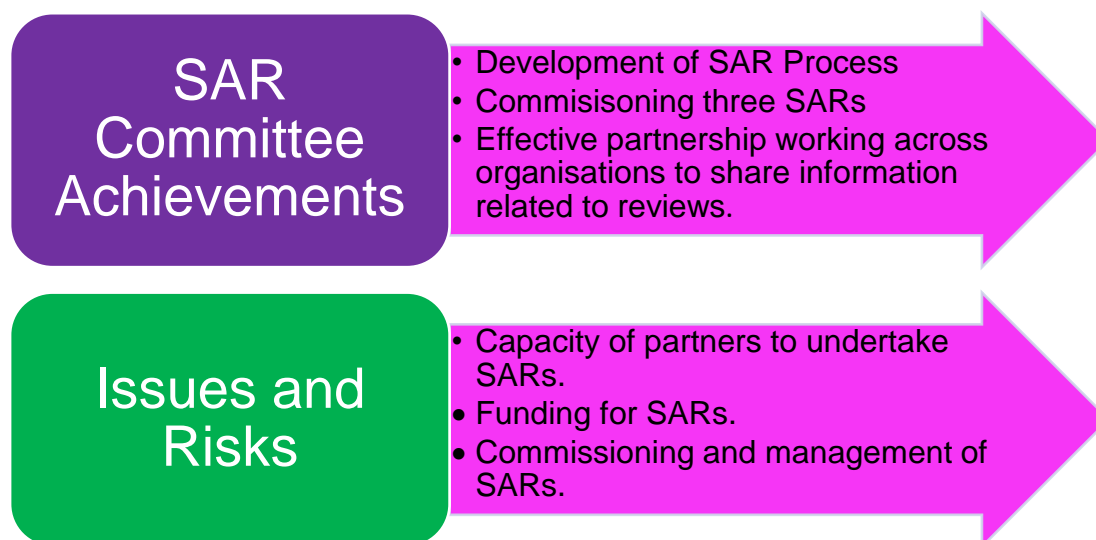 SAR
Committee
Achievements
• Development of SAR Process
• Commisisoning three SARs
• Effective partnership working across
organisations to share information
related to reviews.
Issues and
Risks
• Capacity of partners to undertake
SARs.
• Funding for SARs.
• Commissioning and management of
SARs.